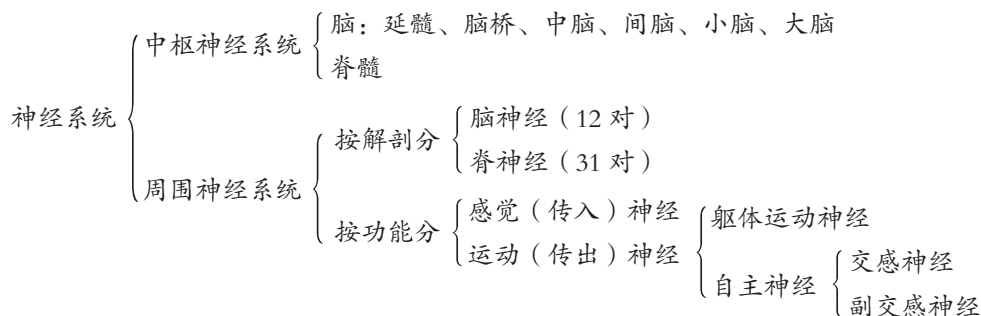 中枢神经系统
脑：延髓、脑桥、中脑、间脑、小脑、大脑
脊髓
神经系统
周围神经系统
按解剖分
脑神经（12 对）
脊神经（31 对）
按功能分
感觉（传入）神经
运动（传出）神经
躯体运动神经
自主神经
交感神经
副交感神经